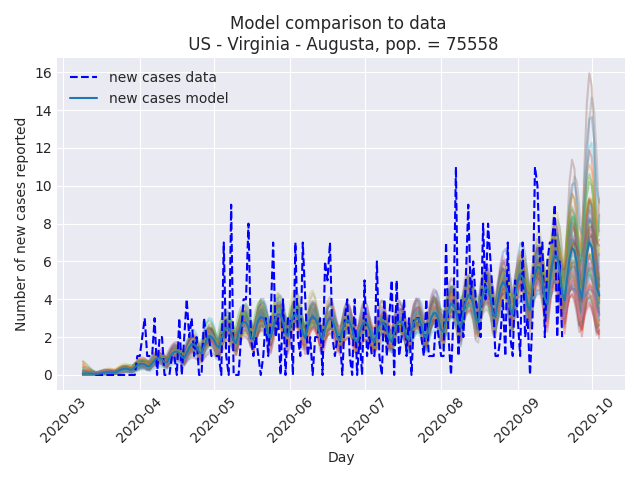 Model comparison to data
US - Virginia - Augusta, pop. = 75558
new cases data
new cases model
Number of new cases reported
16
14
12
10
8
6
4
2
0
2020-03
2020-04
2020-05
2020-06
2020-07
2020-08
2020-09
2020-10
Day